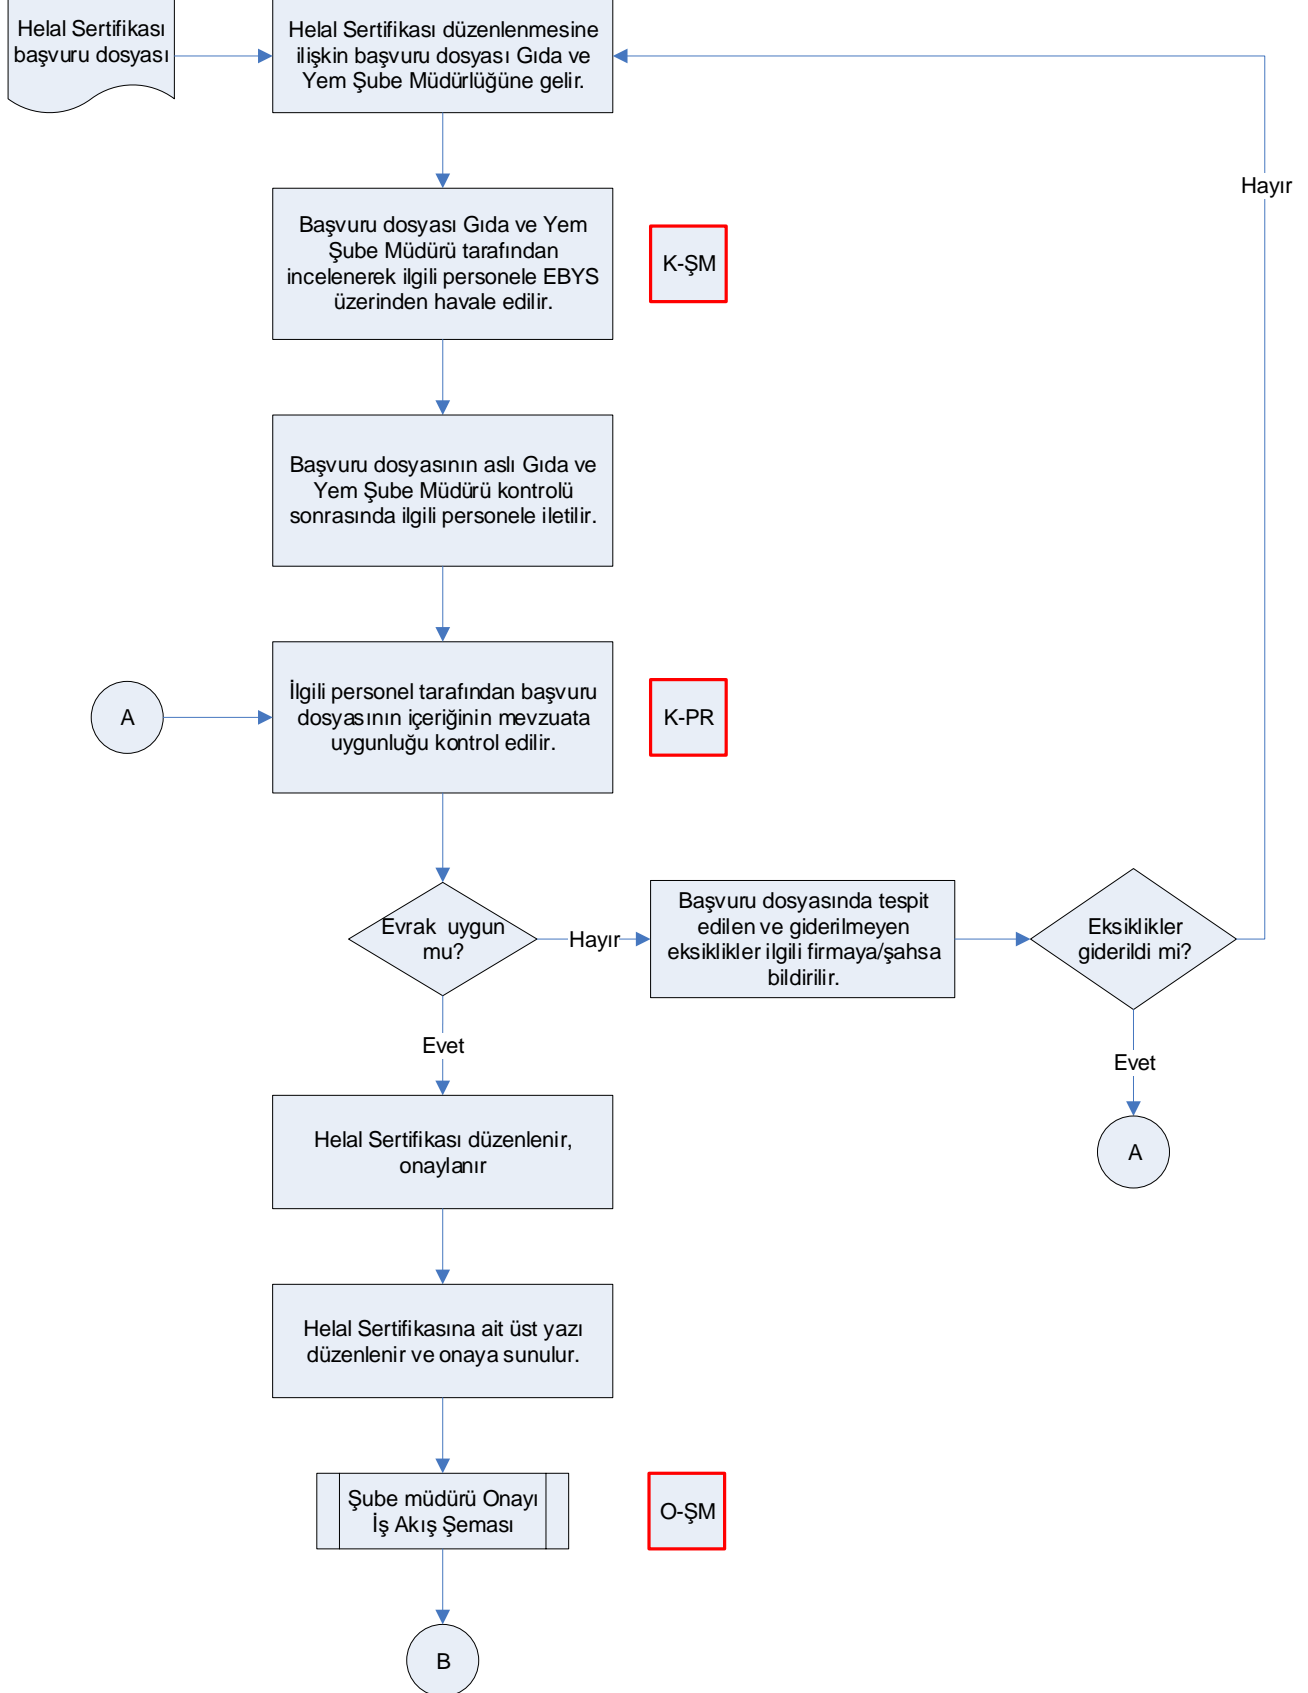 Helal Sertifikası
başvuru dosyası
Helal Sertifikası düzenlenmesine
ilişkin başvuru dosyası Gıda ve
Yem Şube Müdürlüğüne gelir.
Hayır
Başvuru dosyası Gıda ve Yem
Şube Müdürü tarafından
incelenerek ilgili personele EBYS
üzerinden havale edilir.
K-ŞM
Başvuru dosyasının aslı Gıda ve
Yem Şube Müdürü kontrolü
sonrasında ilgili personele iletilir.
A
İlgili personel tarafından başvuru
dosyasının içeriğinin mevzuata
uygunluğu kontrol edilir.
K-PR
Evrak uygun
mu?
Hayır
Başvuru dosyasında tespit
edilen ve giderilmeyen
eksiklikler ilgili firmaya/şahsa
bildirilir.
Eksiklikler
giderildi mi?
Evet
Evet
Helal Sertifikası düzenlenir,
onaylanır
A
Helal Sertifikasına ait üst yazı
düzenlenir ve onaya sunulur.
Şube müdürü Onayı
İş Akış Şeması
O-ŞM
B